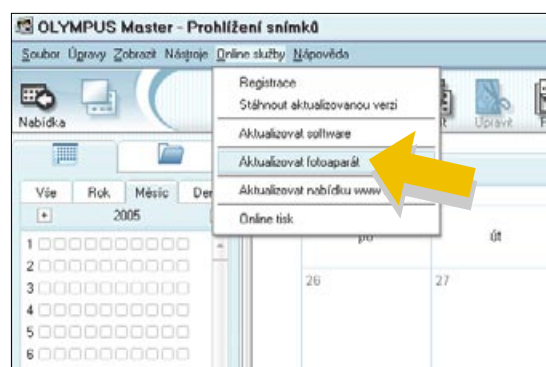 OLYMPUS Master - Prohlížení snímků
Soubor Úpravy Zobrazit Nástroje Online služby Nápověda
Registrace
Stáhnout aktualizovanou verzi
Aktualizovat software
Aktualizovat fotoaparát
Aktualizovat nabídku www
Online tisk
Nabídka
Upravit
Vše Rok Měsíc
2005
po út
26 27
1
2
3
4
5
6